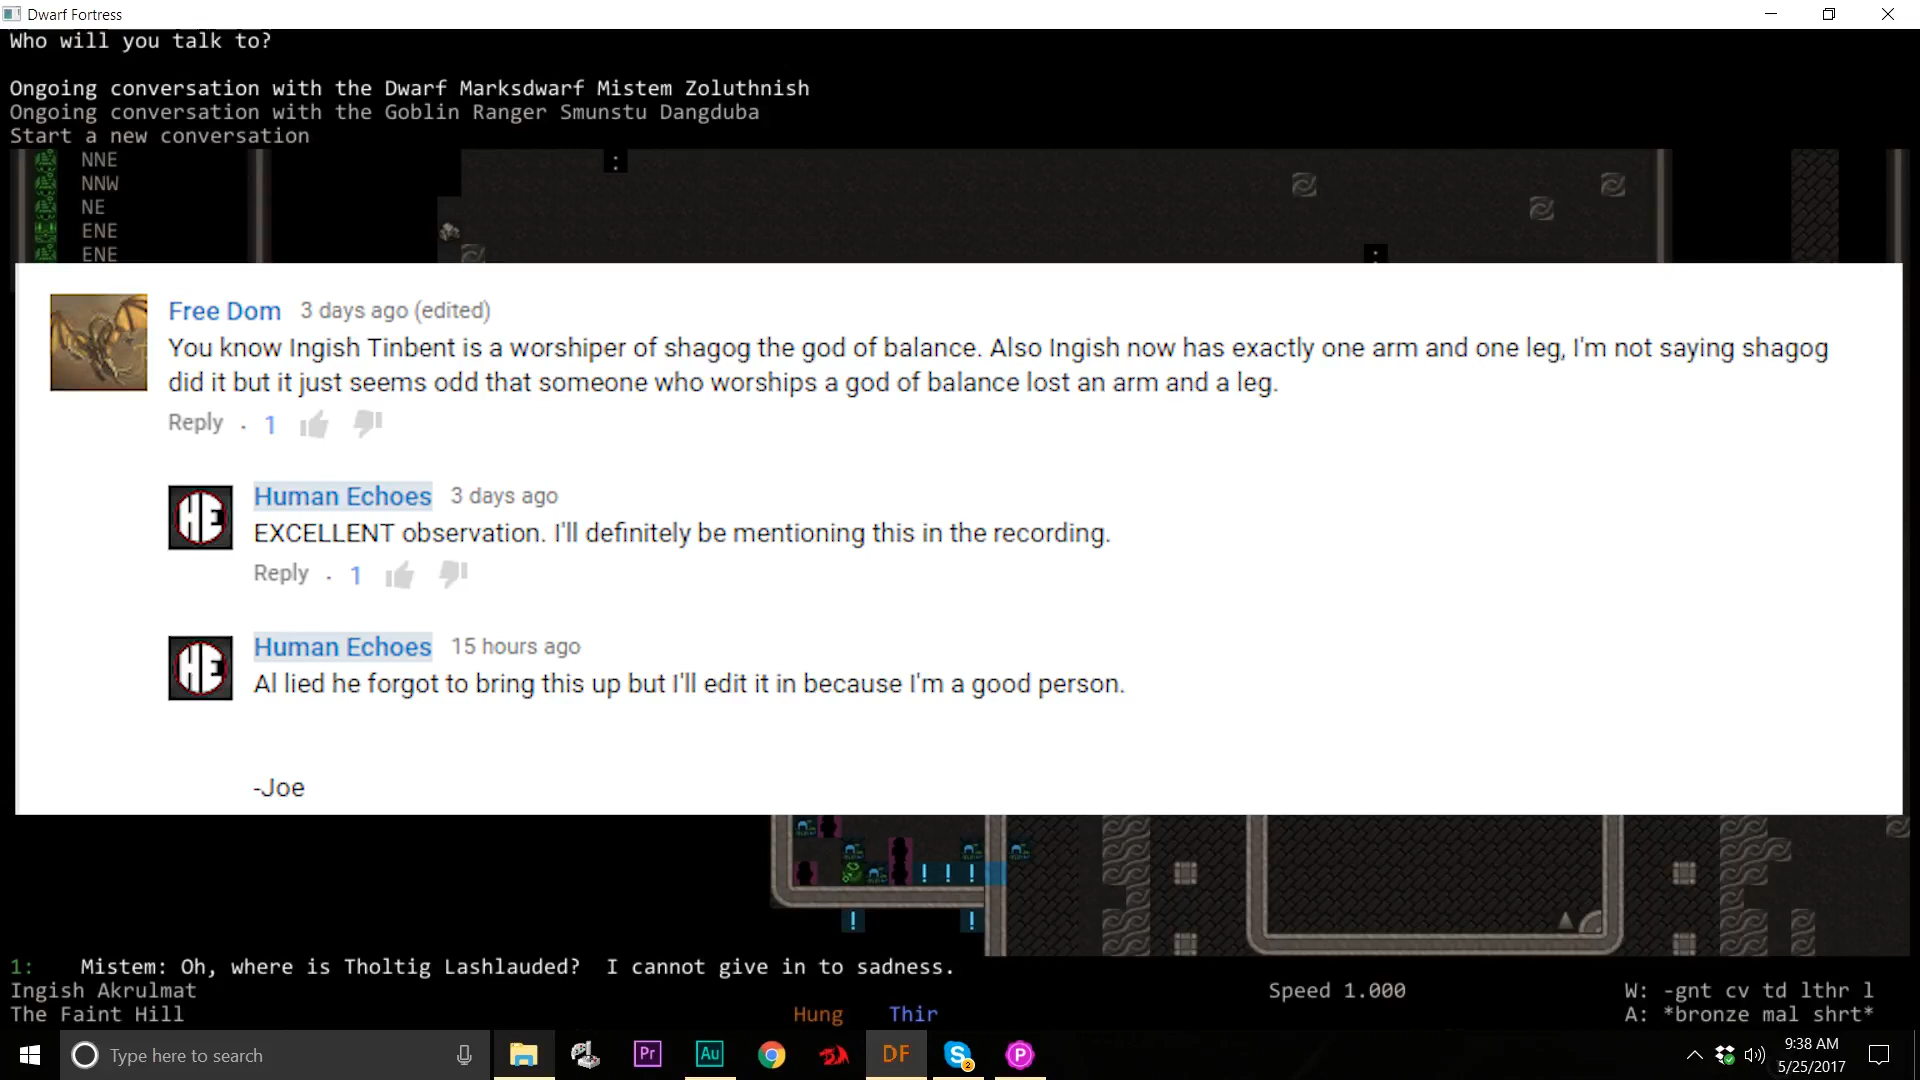 Dwarf Fortress
Who will you talk to?
Ongoing conversation with the Dwarf Marksdwarf Mistem Zoluthnish
Ongoing conversation with the Goblin Ranger Smunstu Dangduba
Start a new conversation
NNE
NNW
NE
ENE
ENE
Free Dom 3 days ago (edited)
You know Ingish Tinbent is a worshiper of shagog the god of balance. Also Ingish now has exactly one arm and one leg, I'm not saying shagog
did it but it just seems odd that someone who worships a god of balance lost an arm and a leg.
Reply . 1
HE
Human Echoes 3 days ago
EXCELLENT observation. I'll definitely be mentioning this in the recording.
Reply . 1
HE
Human Echoes 15 hours ago
Al lied he forgot to bring this up but I'll edit it in because I'm a good person.
-Joe
! ! !
! !
1: Mistem: Oh, where is Tholtig Lashlauded? I cannot give in to sadness.
Ingish Akrulmat Speed 1.000 W: -gnt cv td lthr l
The Faint Hill Hung Thir A: *bronze mal shrt*
Type here to search
Pr
Au
DF
S
2
P
9:38 AM
5/25/2017